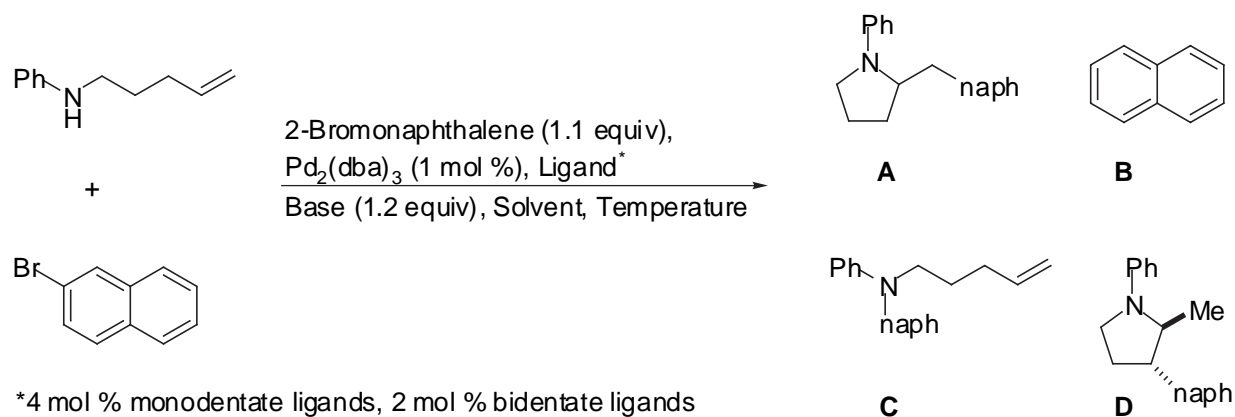 Ph
N
H
+
Br
2-Bromonaphthalene (1.1 equiv),
Pd2(dba)3 (1 mol %), Ligand*
Base (1.2 equiv), Solvent, Temperature
Ph
N
naph
A
B
Ph
N
naph
C
Ph
N
Me
naph
D
*4 mol % monodentate ligands, 2 mol % bidentate ligands